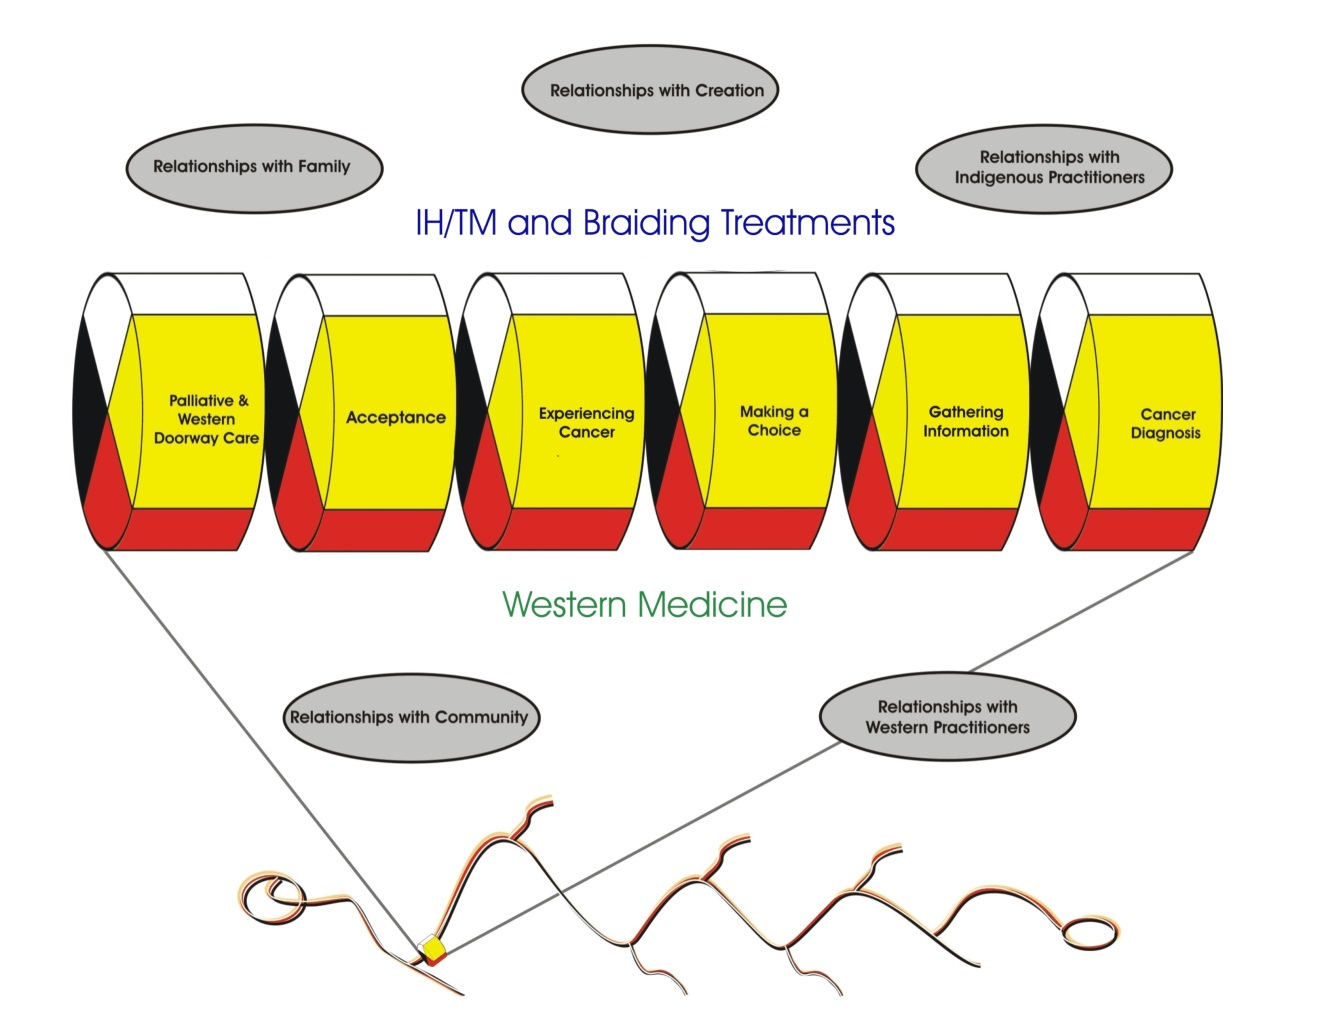 Relationships with Creation
Relationships with Family
Relationships with
Indigenous Practitioners
IH/TM and Braiding Treatments
Palliative &
Western
Doorway Care
Acceptance
Experiencing
Cancer
Making a
Choice
Gathering
Information
Cancer
Diagnosis
Western Medicine
Relationships with Community
Relationships with
Western Practitioners